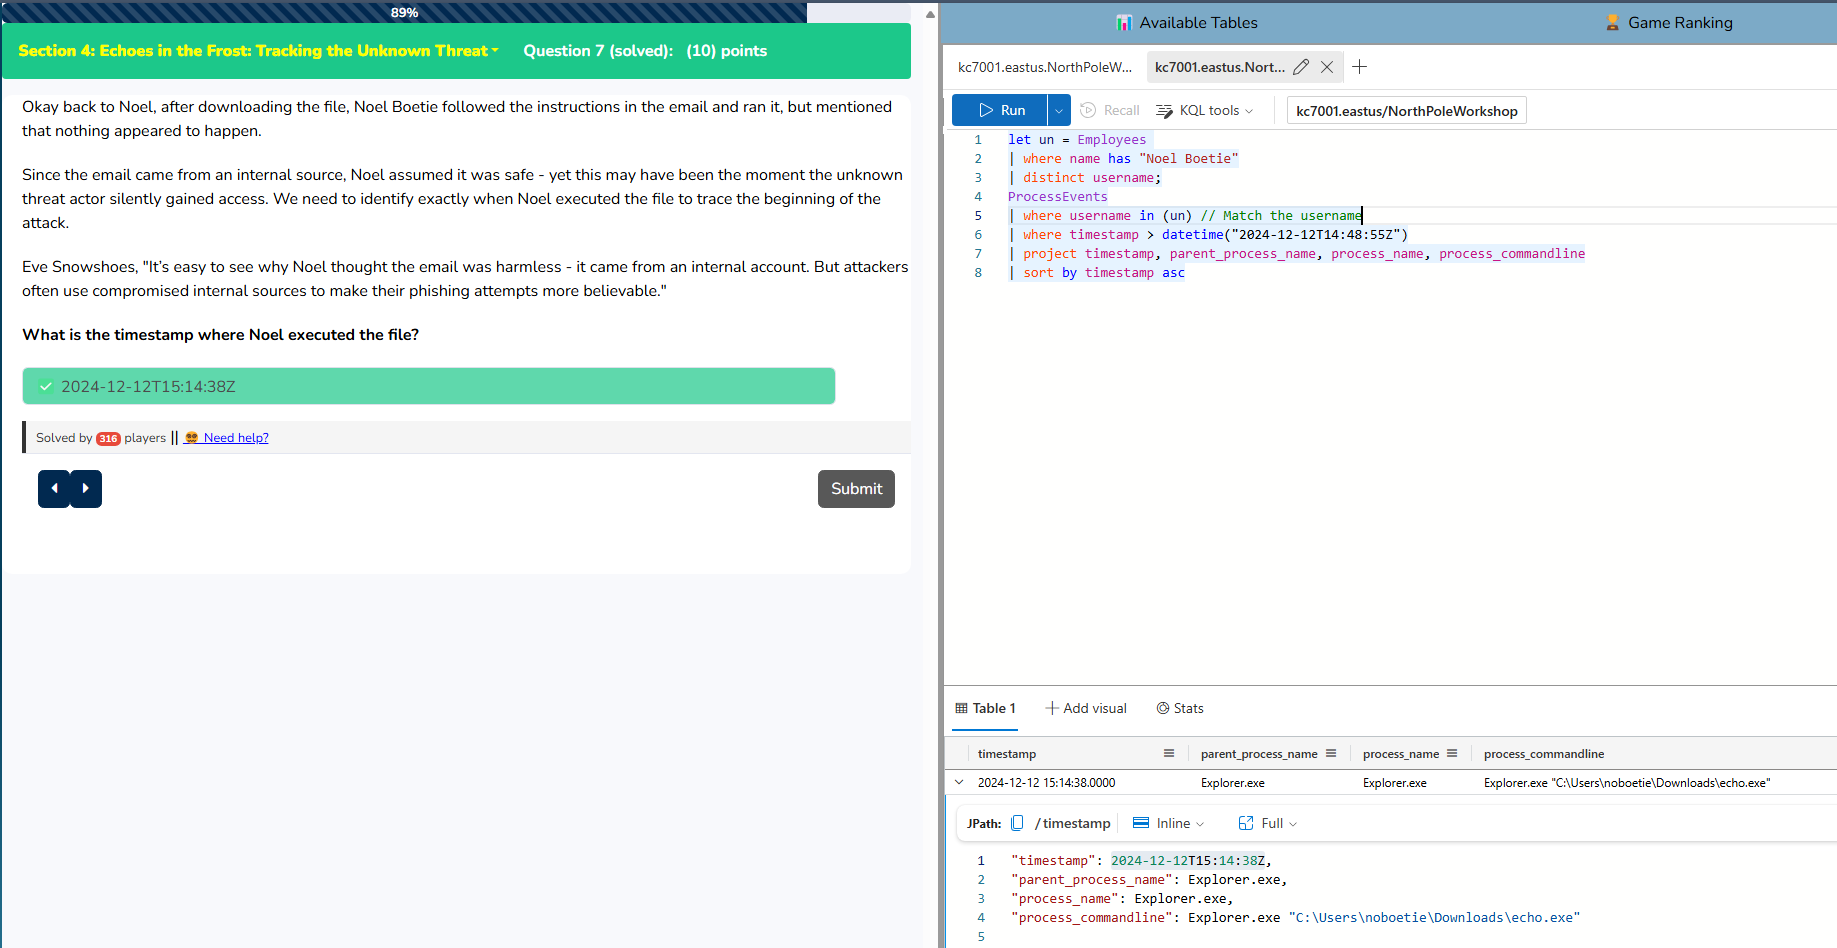 89%
Section 4: Echoes in the Frost: Tracking the Unknown Threat Question 7 (solved): (10) points
Okay back to Noel, after downloading the file, Noel Boetie followed the instructions in the email and ran it, but mentioned
that nothing appeared to happen.
Since the email came from an internal source, Noel assumed it was safe - yet this may have been the moment the unknown
threat actor silently gained access. We need to identify exactly when Noel executed the file to trace the beginning of the
attack.
Eve Snowshoes, "It's easy to see why Noel thought the email was harmless - it came from an internal account. But attackers
often use compromised internal sources to make their phishing attempts more believable."
What is the timestamp where Noel executed the file?
2024-12-12T15:14:38Z
Solved by 316 players || Need help?
Submit
Available Tables
Game Ranking
kc7001.eastus.NorthPoleW...
kc7001.eastus.Nort...
Run
Recall
KQL tools
kc7001.eastus/NorthPoleWorkshop
1 let un = Employees
2 | where name has "Noel Boetie"
3 | distinct username;
4 ProcessEvents
5 | where username in (un) // Match the username
6 | where timestamp > datetime("2024-12-12T14:48:55Z")
7 | project timestamp, parent_process_name, process_name, process_commandline
8 | sort by timestamp asc
Table 1
Add visual
Stats
timestamp parent_process_name process_name process_commandline
2024-12-12 15:14:38.0000 Explorer.exe Explorer.exe Explorer.exe "C:\Users\noboetie\Downloads\echo.exe"
JPath: /timestamp Inline Full
1 "timestamp": 2024-12-12T15:14:38Z,
2 "parent_process_name": Explorer.exe,
3 "process_name": Explorer.exe,
4 "process_commandline": Explorer.exe "C:\Users\noboetie\Downloads\echo.exe"
5